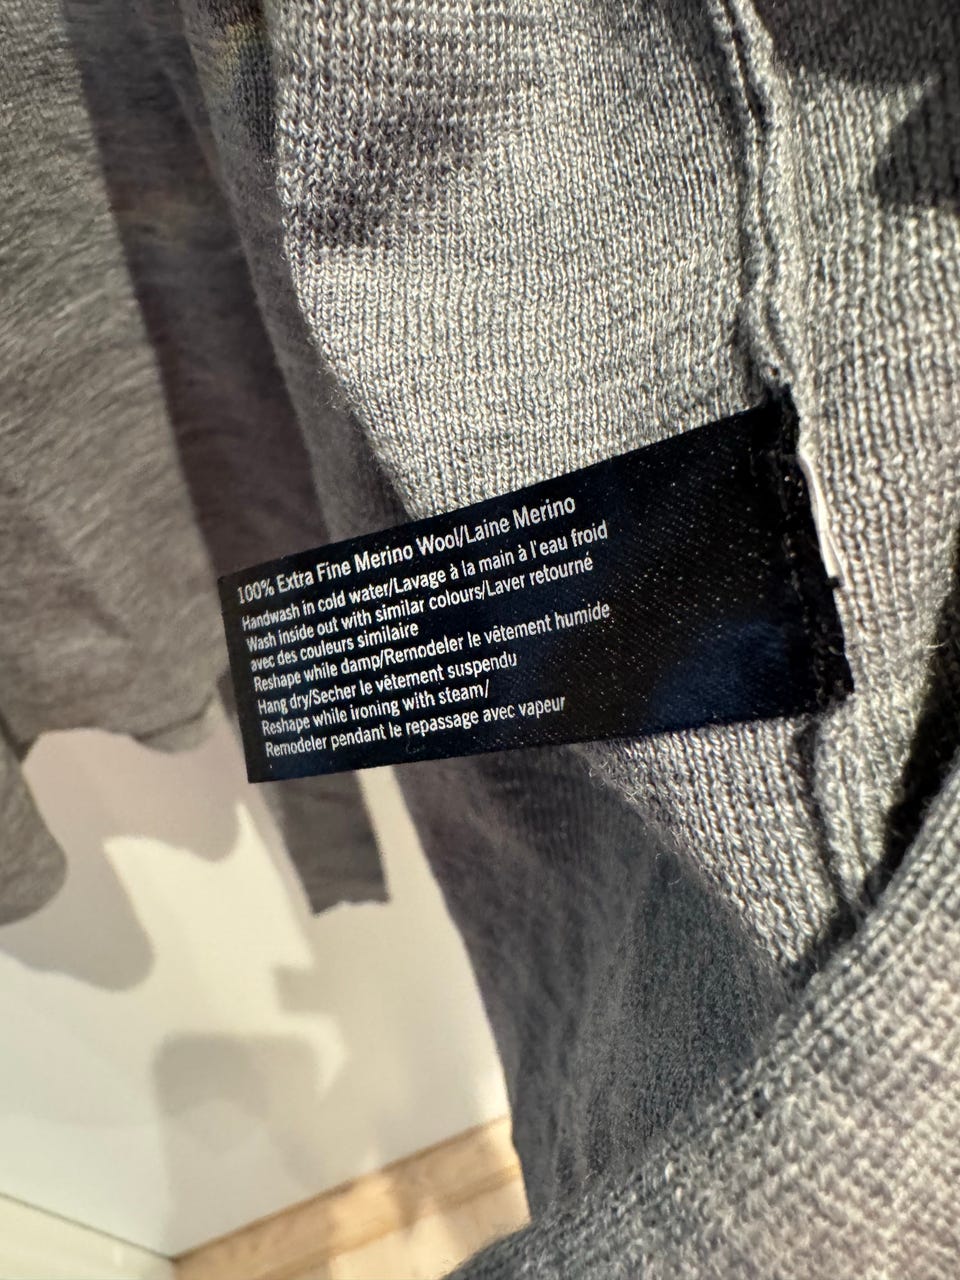 100% Extra Fine Merino Wool/Laine Merino
Handwash in cold water/Lavage à la main à l'eau froid
Wash inside out with similar colours/Laver retourné
avec des couleurs similaire
Reshape while damp/Remodeler le vêtement humide
Hang dry/Secher le vêtement suspendu
Reshape while ironing with steam/
Remodeler pendant le repassage avec vapeur